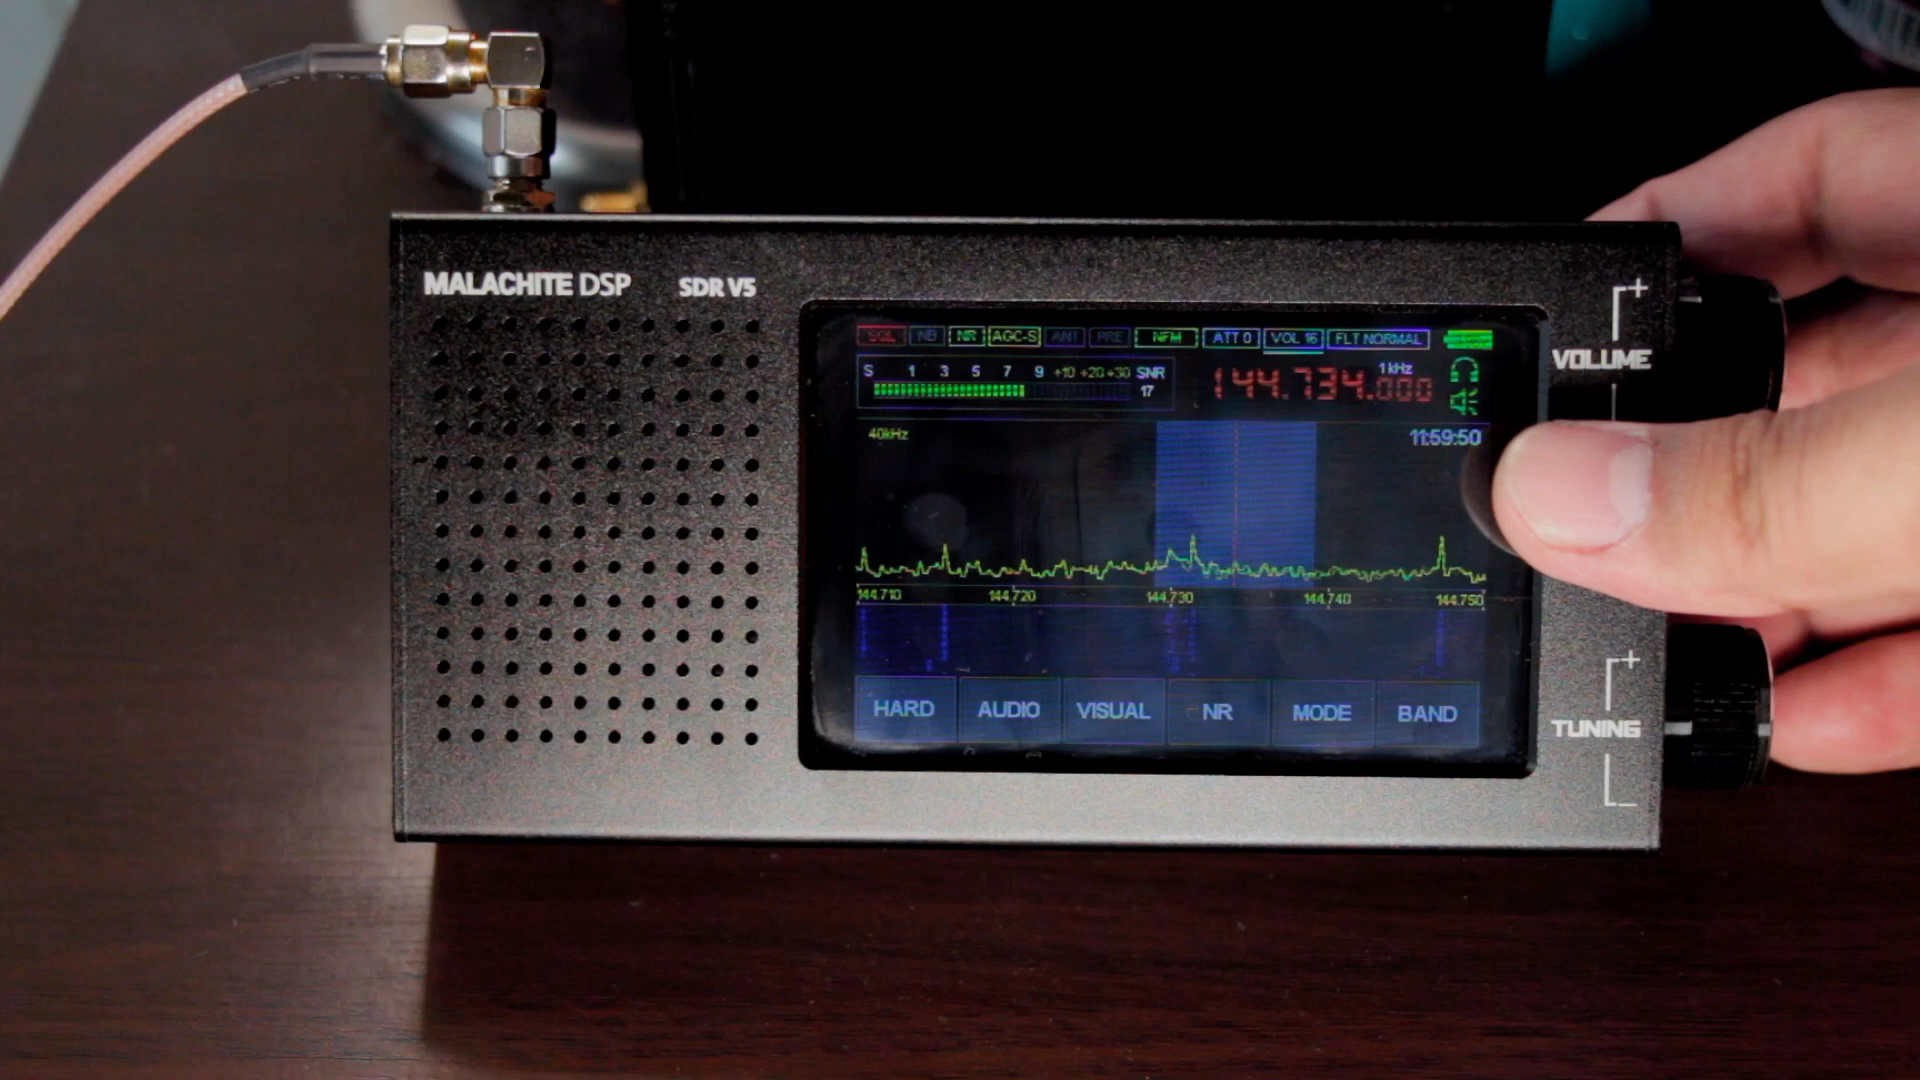 MALACHITE DSP SDR V5
SQL NB NR AGC-S ANT PRE NFM ATT 0 VOL 16 FLT NORMAL
S 1 3 5 7 9 +10 +20 +30 SNR
17
1kHz
144.734.000
40kHz
11:59:50
144.710 144.720 144.730 144.740 144.750
HARD AUDIO VISUAL NR MODE BAND
+
VOLUME
+
TUNING
–